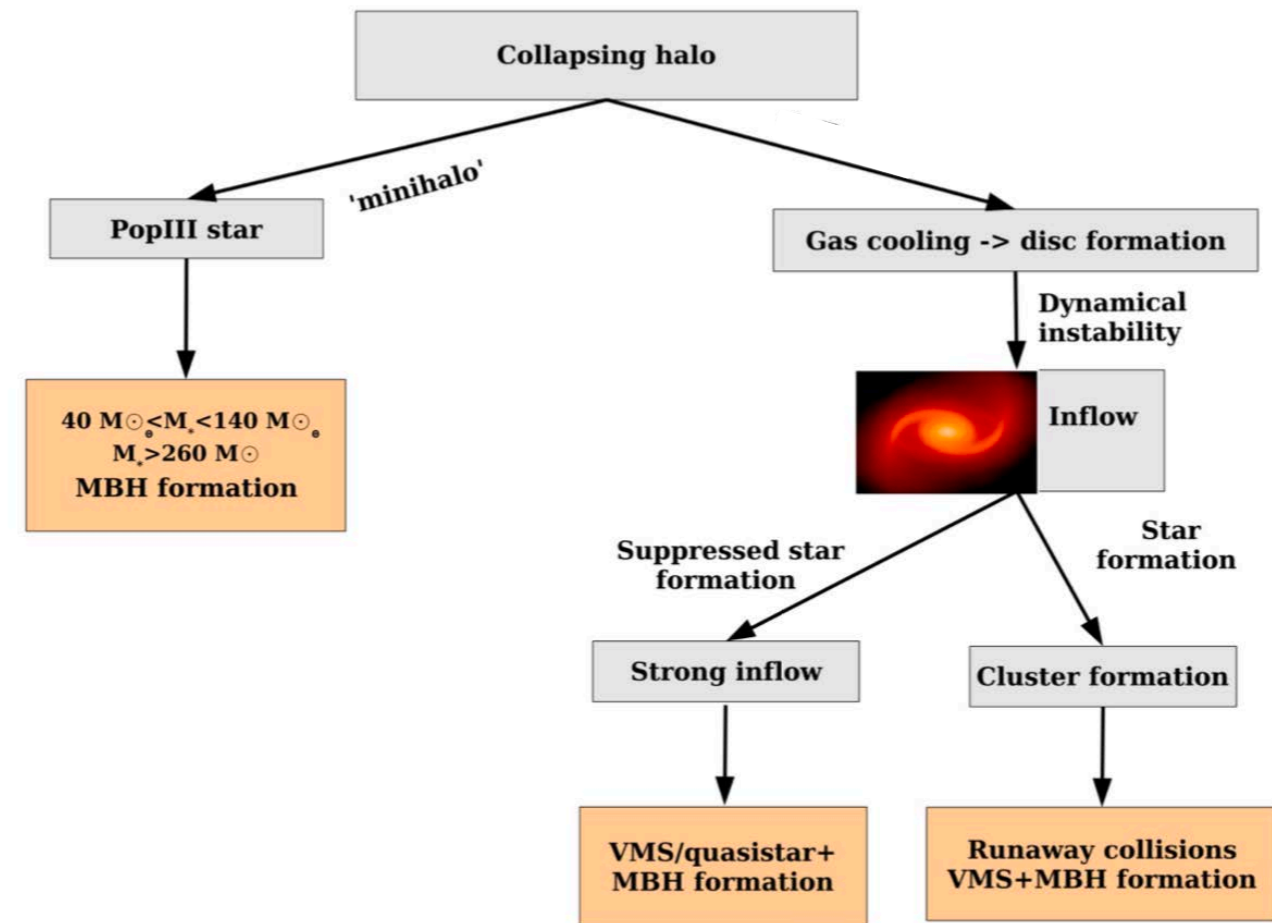 Collapsing halo
'minihalo'
PopIII star
Gas cooling -> disc formation
Dynamical
instability
40 M☉<M*<140 M☉
M*>260 M☉
MBH formation
Inflow
Suppressed star
formation
Star
formation
Strong inflow
Cluster formation
VMS/quasistar+
MBH formation
Runaway collisions
VMS+MBH formation